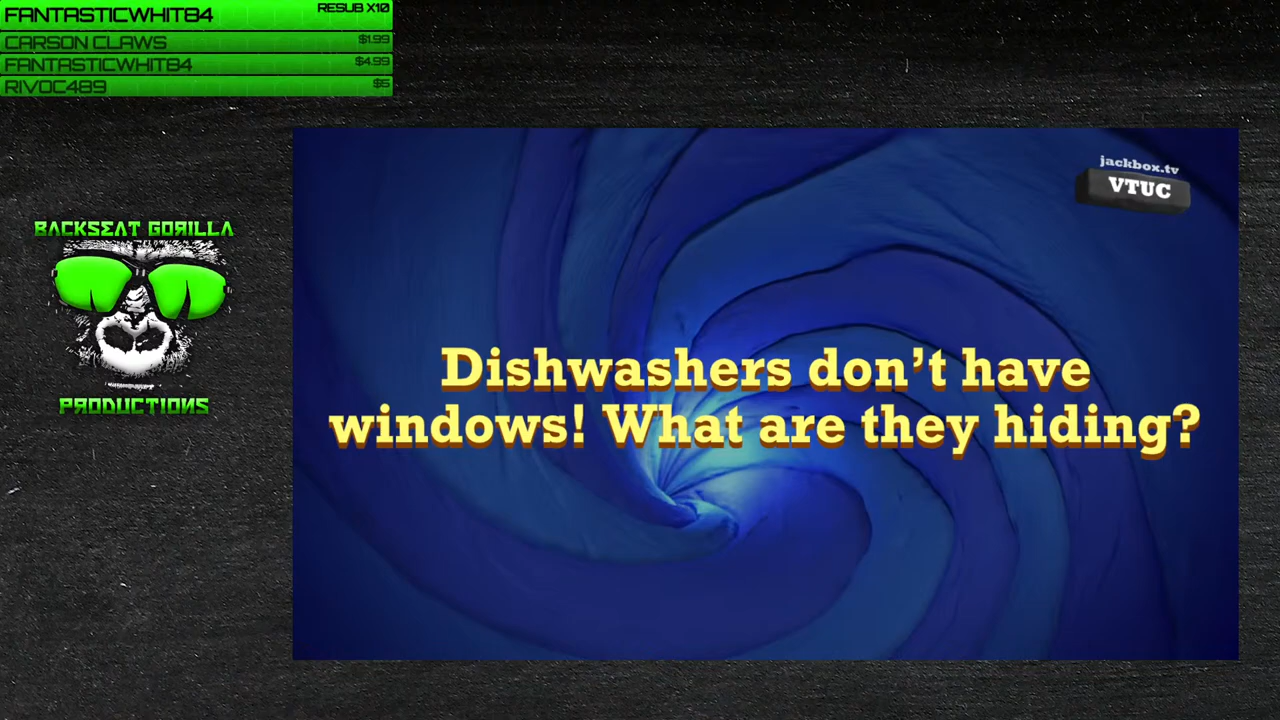 FANTASTICWHIT84 RESUB X10
CARSON CLAWS $1.99
FANTASTICWHIT84 $4.99
RIVOC489 $5
jackbox.tv
VTUC
BACKSEAT GORILLA
PRODUCTIONS
Dishwashers don’t have
windows! What are they hiding?